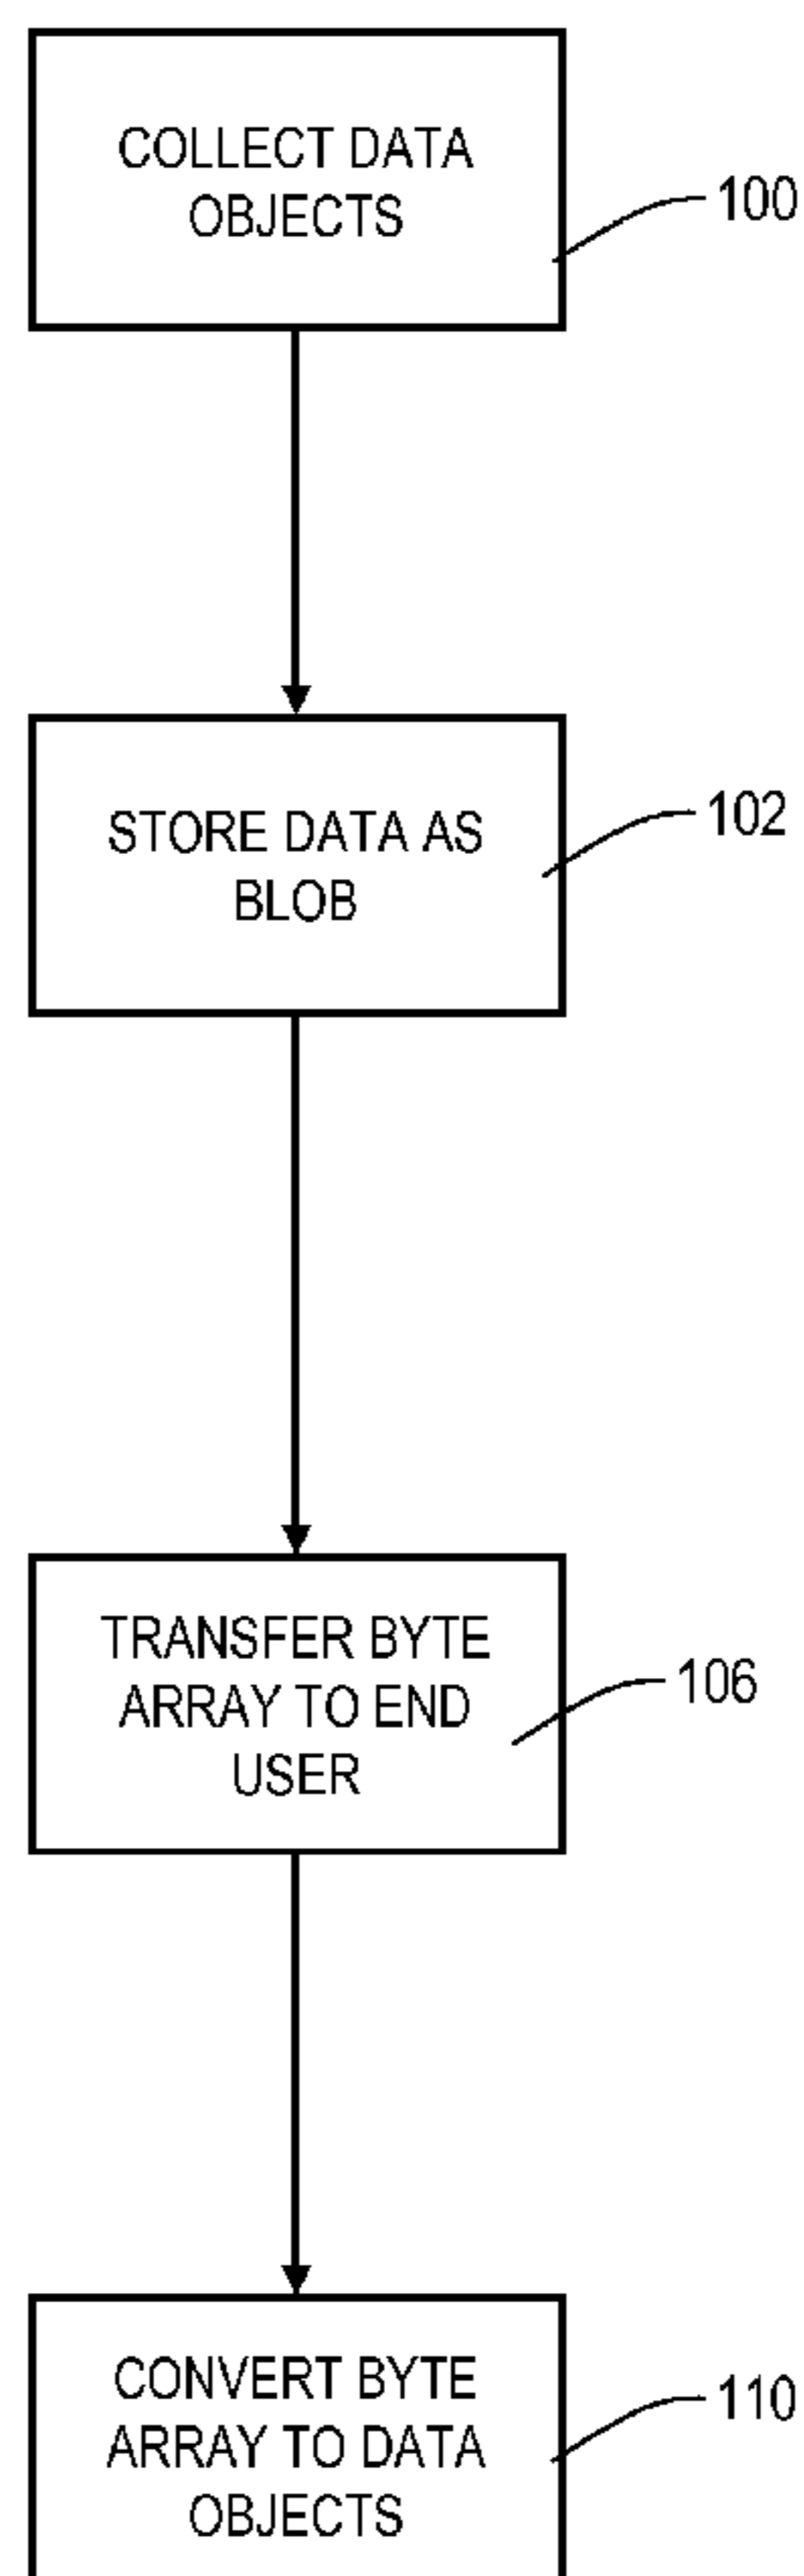 COLLECT DATA
OBJECTS
100
STORE DATA AS
BLOB
102
TRANSFER BYTE
ARRAY TO END
USER
106
CONVERT BYTE
ARRAY TO DATA
OBJECTS
110